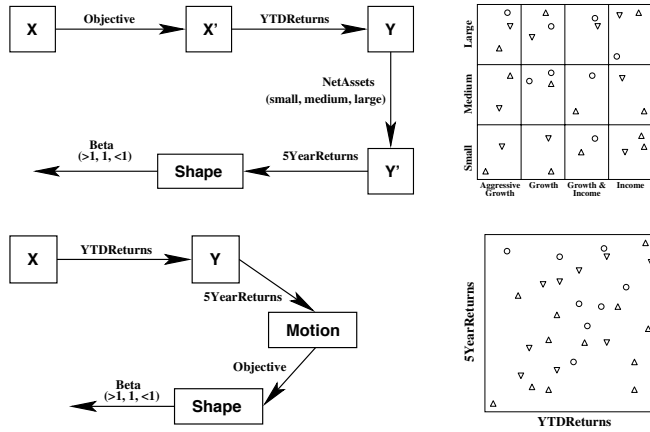 Objective
YTDReturns
X
X'
Y
NetAssets
(small, medium, large)
Beta
(>1, 1, <1)
5YearReturns
Shape
Y'
Large
Medium
Small
Aggressive
Growth
Growth
Growth &
Income
Income
YTDReturns
X
Y
5YearReturns
Motion
Objective
Beta
(>1, 1, <1)
Shape
5YearReturns
YTDReturns